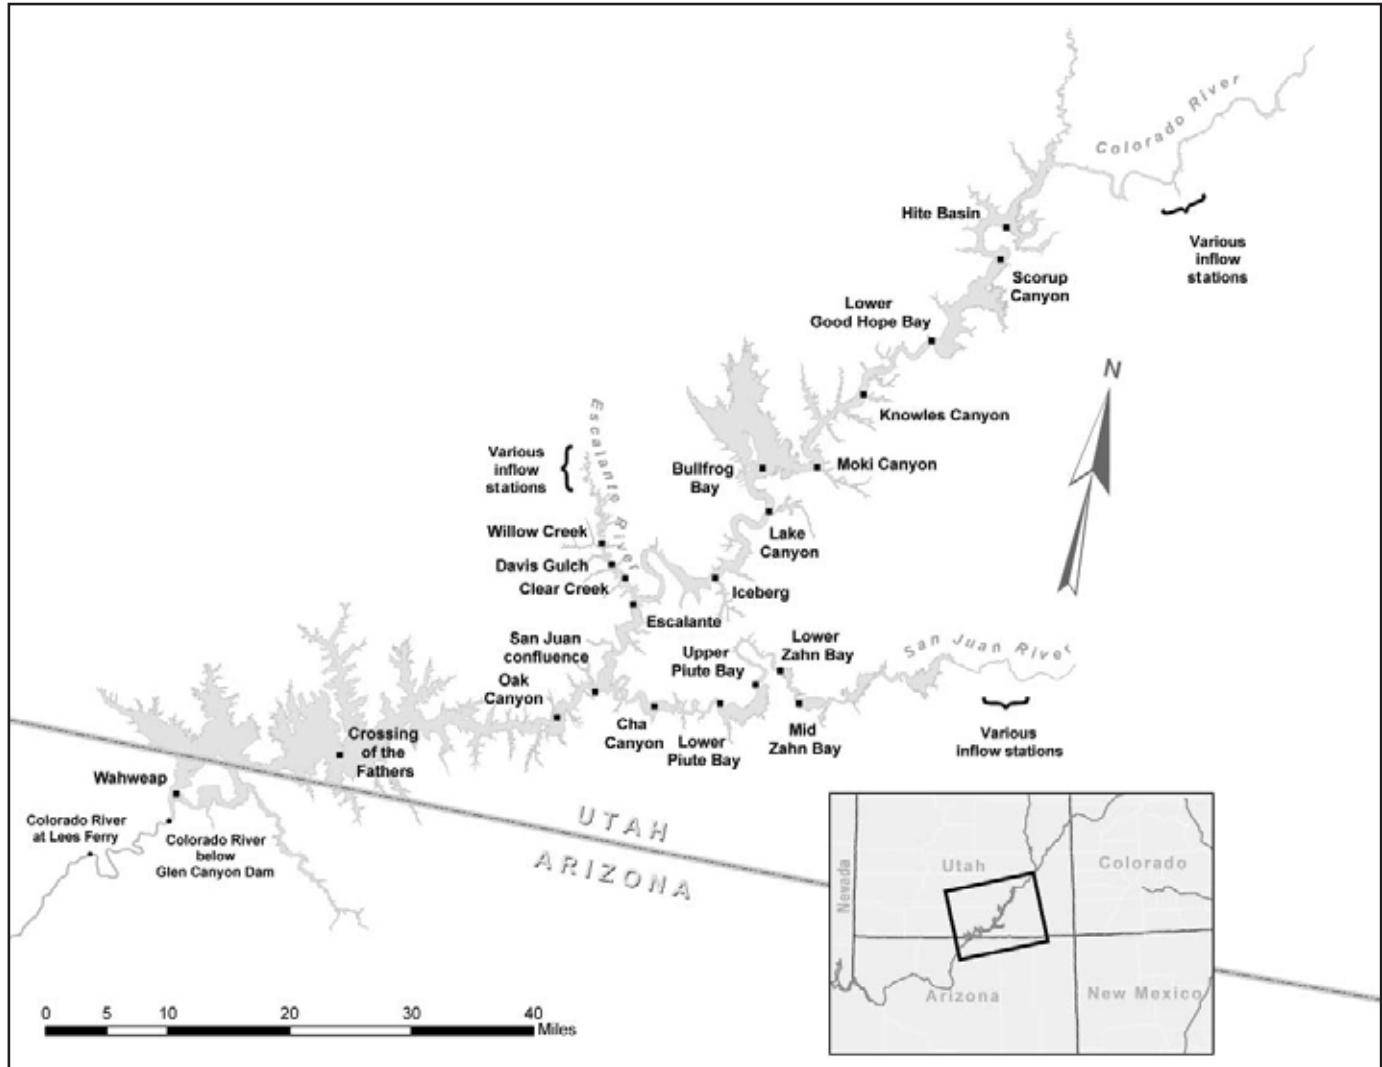 Colorado River
Hite Basin
Various
inflow
stations
Scorup
Canyon
Lower
Good Hope Bay
N
Knowles Canyon
Escalante River
Various
inflow
stations
Bullfrog
Bay
Moki Canyon
Willow Creek
Lake
Canyon
Davis Gulch
Clear Creek
Iceberg
Escalante
San Juan
confluence
Upper
Piute Bay
Lower
Zahn Bay
San Juan River
Oak
Canyon
Cha
Canyon
Lower
Piute Bay
Mid
Zahn Bay
Various
inflow stations
Crossing
of the
Fathers
Wahweap
Colorado River
at Lees Ferry
Colorado River
below
Glen Canyon Dam
UTAH
ARIZONA
Nevada
Utah
Colorado
Arizona
New Mexico
0 5 10 20 30 40
Miles